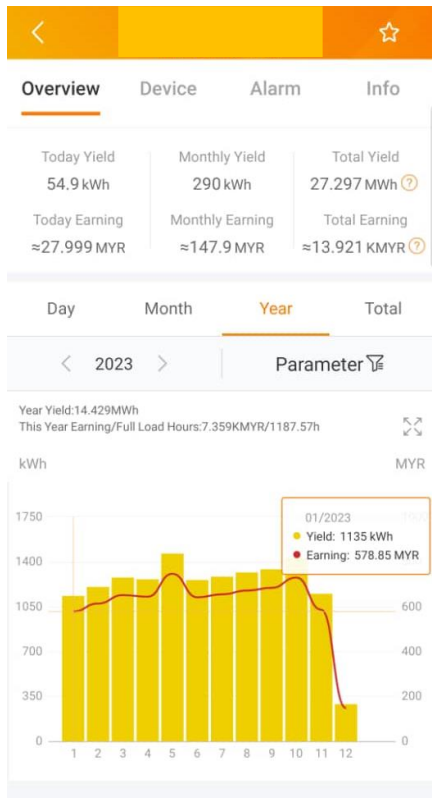 Overview Device Alarm Info
Today Yield Monthly Yield Total Yield
54.9 kWh 290 kWh 27.297 MWh ?
Today Earning Monthly Earning Total Earning
≈27.999 MYR ≈147.9 MYR ≈13.921 KMYR ?
Day Month Year Total
2023 Parameter
Year Yield:14.429MWh
This Year Earning/Full Load Hours:7.359KMYR/1187.57h
kWh MYR
1750
01/2023
Yield: 1135 kWh
1400
Earning: 578.85 MYR
1050 600
700 400
350 200
0 0
1 2 3 4 5 6 7 8 9 10 11 12